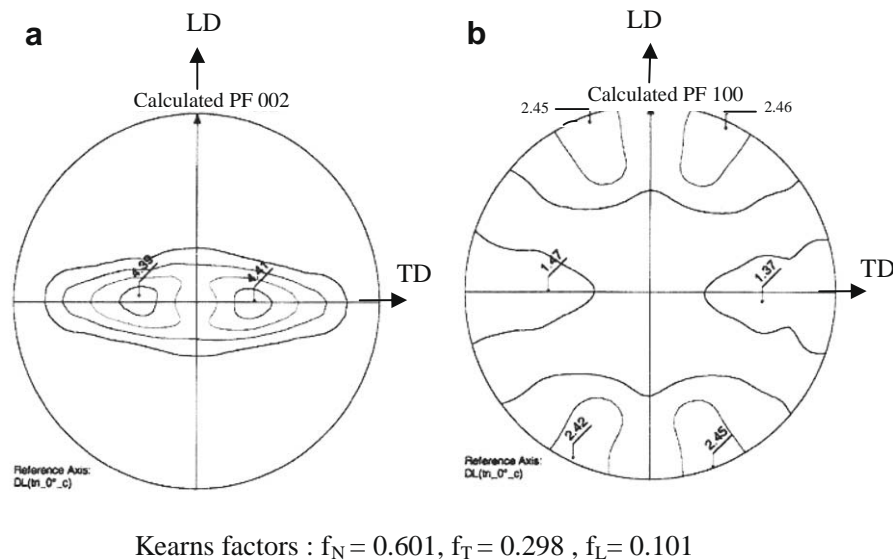 a
LD
Calculated PF 002
4.39
4.41
TD
Reference Axis:
DL(tri_0°_c)
b
LD
Calculated PF 100
2.45
2.46
1.47
1.37
TD
2.42
2.45
Reference Axis:
DL(tri_0°_c)
Kearns factors : f_N = 0.601, f_T = 0.298 , f_L = 0.101